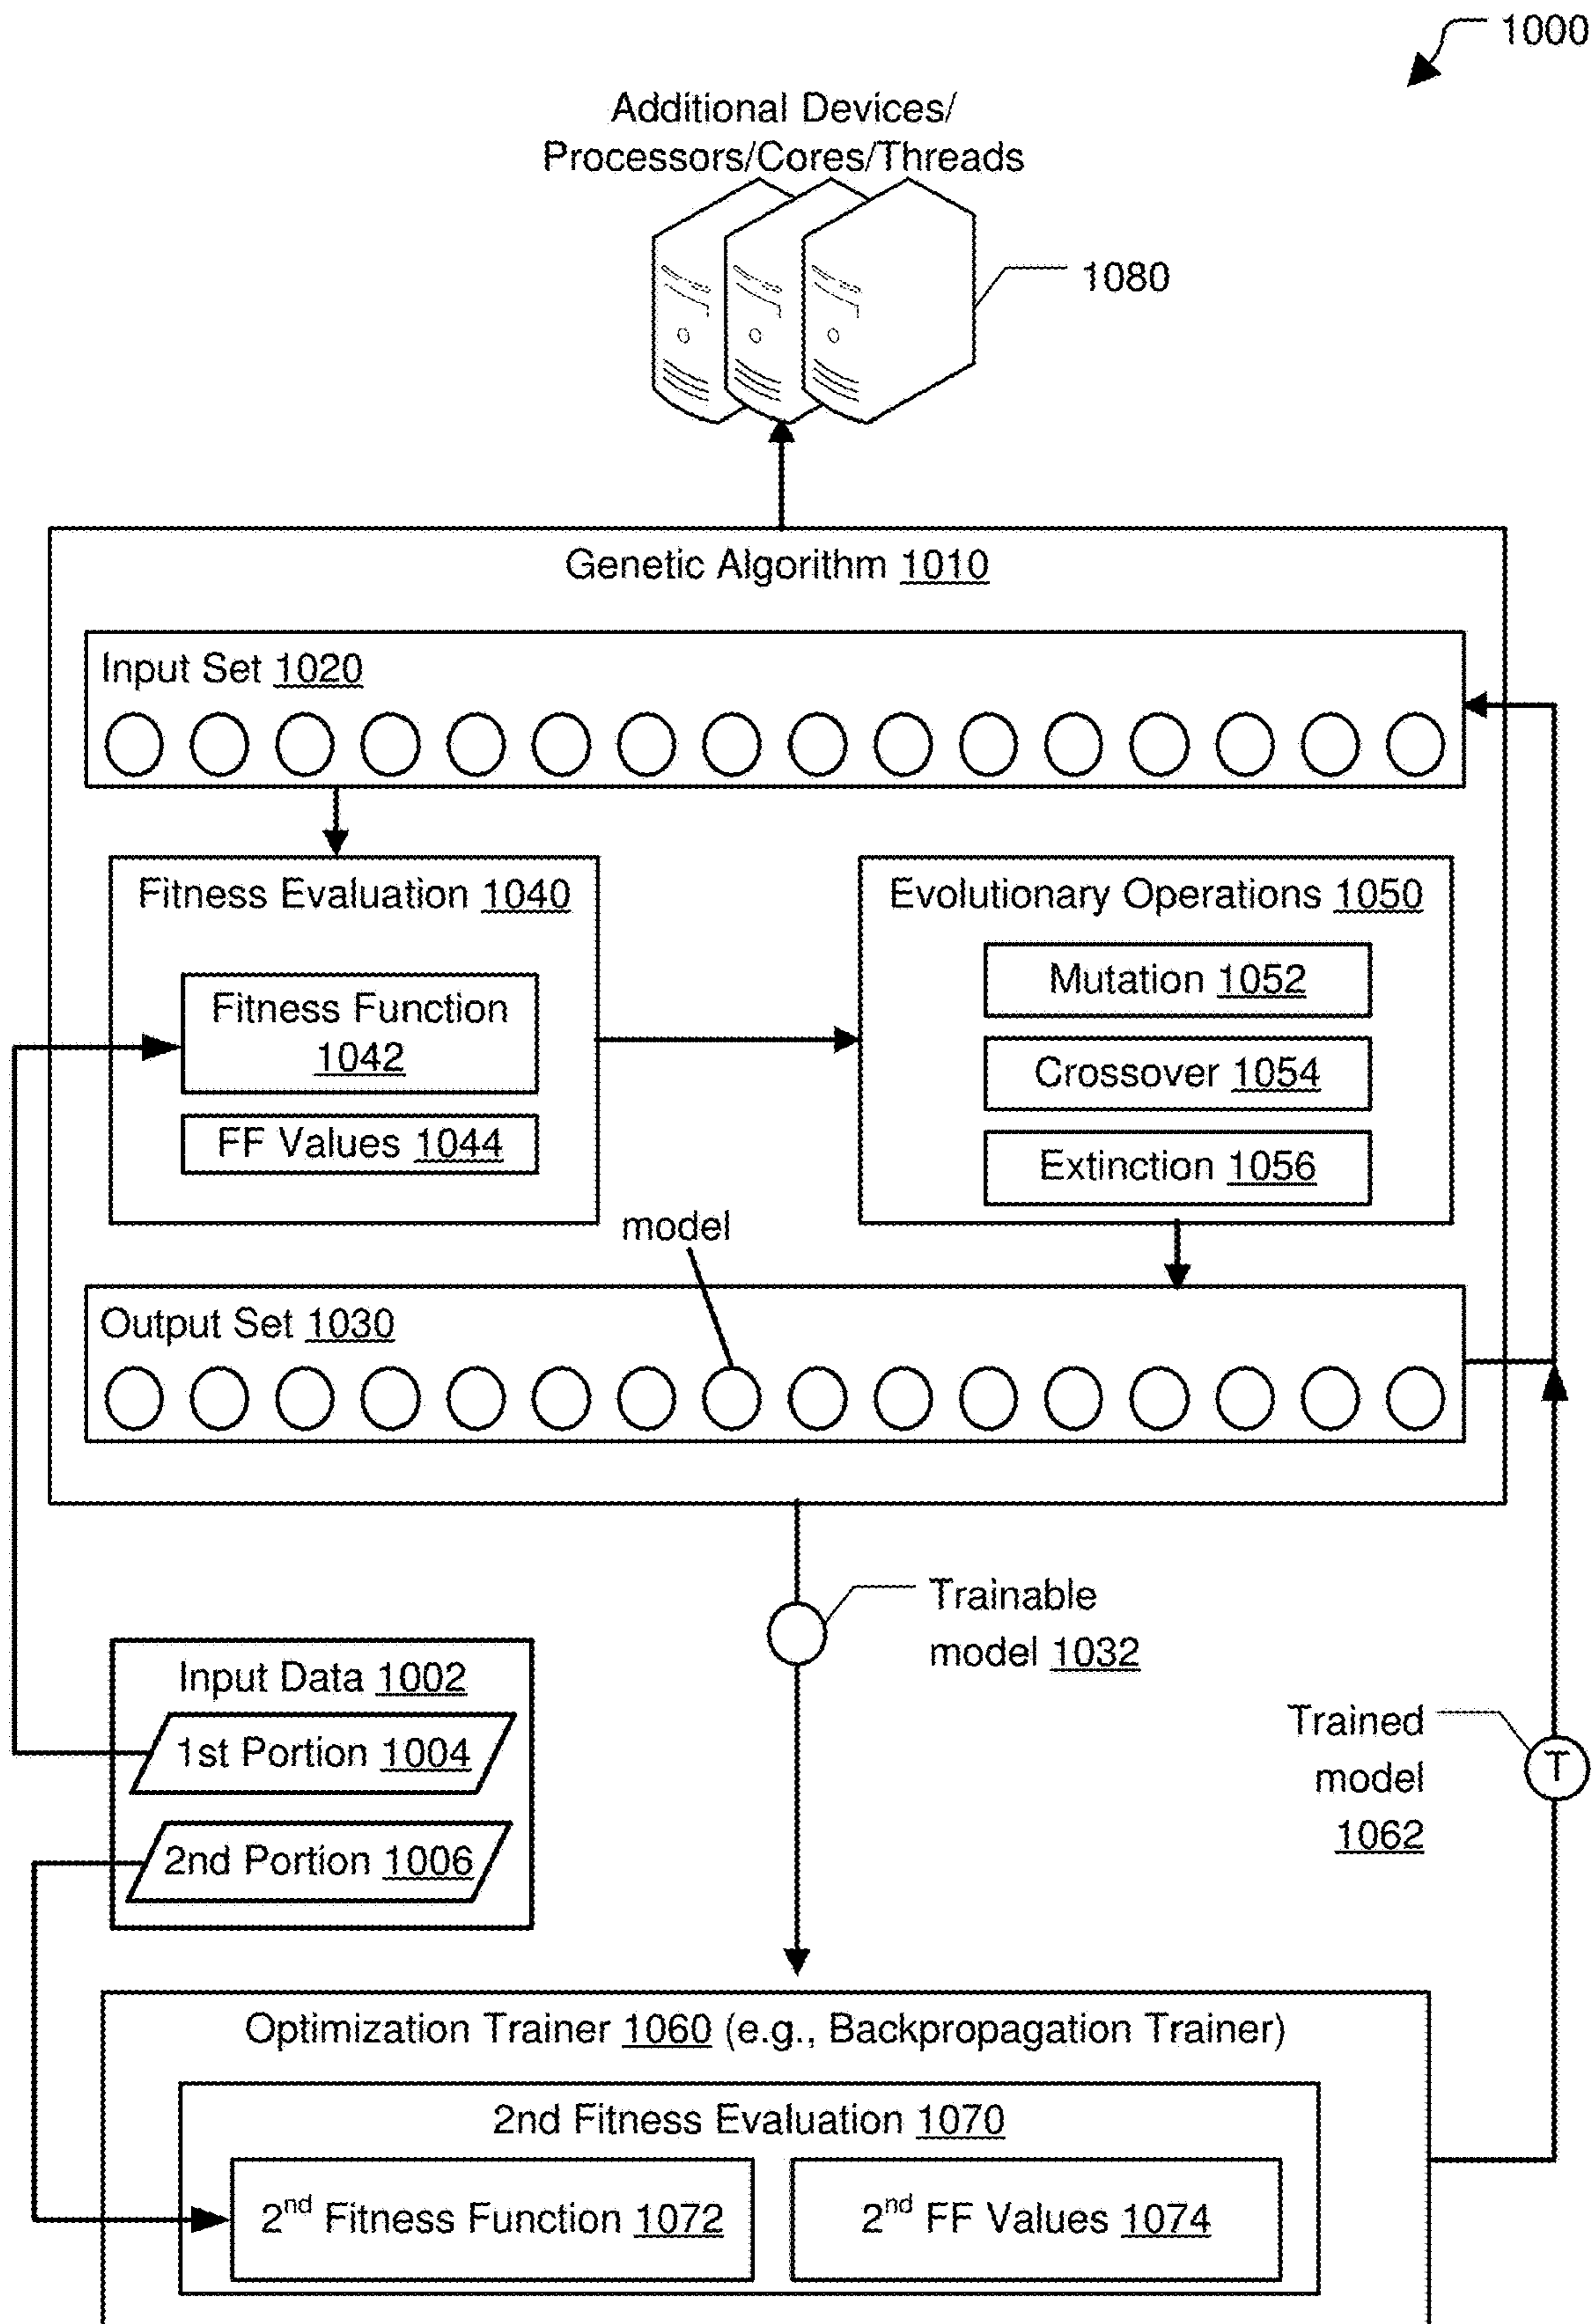 1000
Additional Devices/
Processors/Cores/Threads
1080
Genetic Algorithm 1010
Input Set 1020
Fitness Evaluation 1040
Fitness Function
1042
FF Values 1044
Evolutionary Operations 1050
Mutation 1052
Crossover 1054
Extinction 1056
model
Output Set 1030
Trainable
model 1032
Input Data 1002
1st Portion 1004
2nd Portion 1006
Trained
model
1062
T
Optimization Trainer 1060 (e.g., Backpropagation Trainer)
2nd Fitness Evaluation 1070
2nd Fitness Function 1072
2nd FF Values 1074